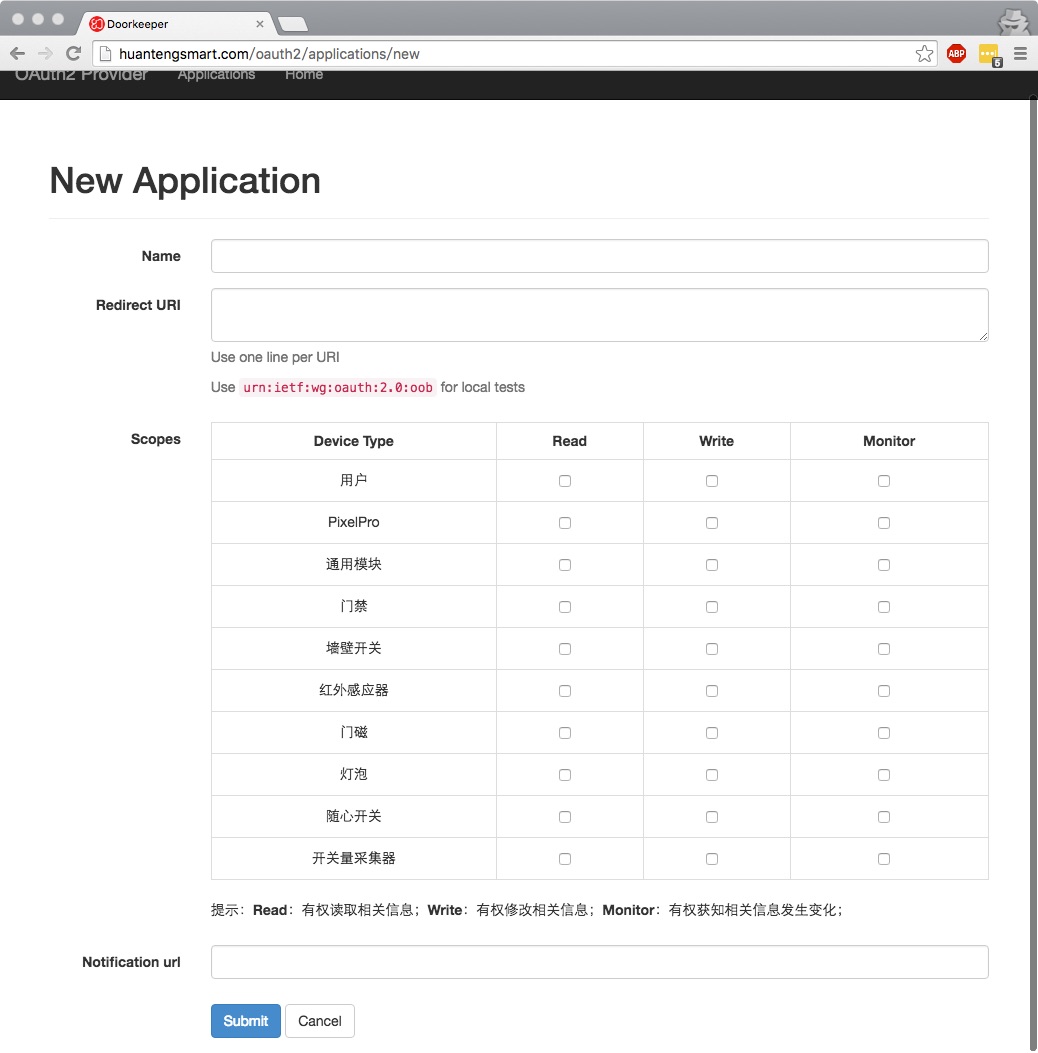 Doorkeeper
huantengsmart.com/oauth2/applications/new
ABP
6
OAuth2 Provider Applications Home
New Application
Name
Redirect URI
Use one line per URI
Use urn:ietf:wg:oauth:2.0:oob for local tests
Scopes
Device Type Read Write Monitor
用户
PixelPro
通用模块
门禁
墙壁开关
红外感应器
门磁
灯泡
随心开关
开关量采集器
提示：Read：有权读取相关信息；Write：有权修改相关信息；Monitor：有权获知相关信息发生变化；
Notification url
Submit Cancel